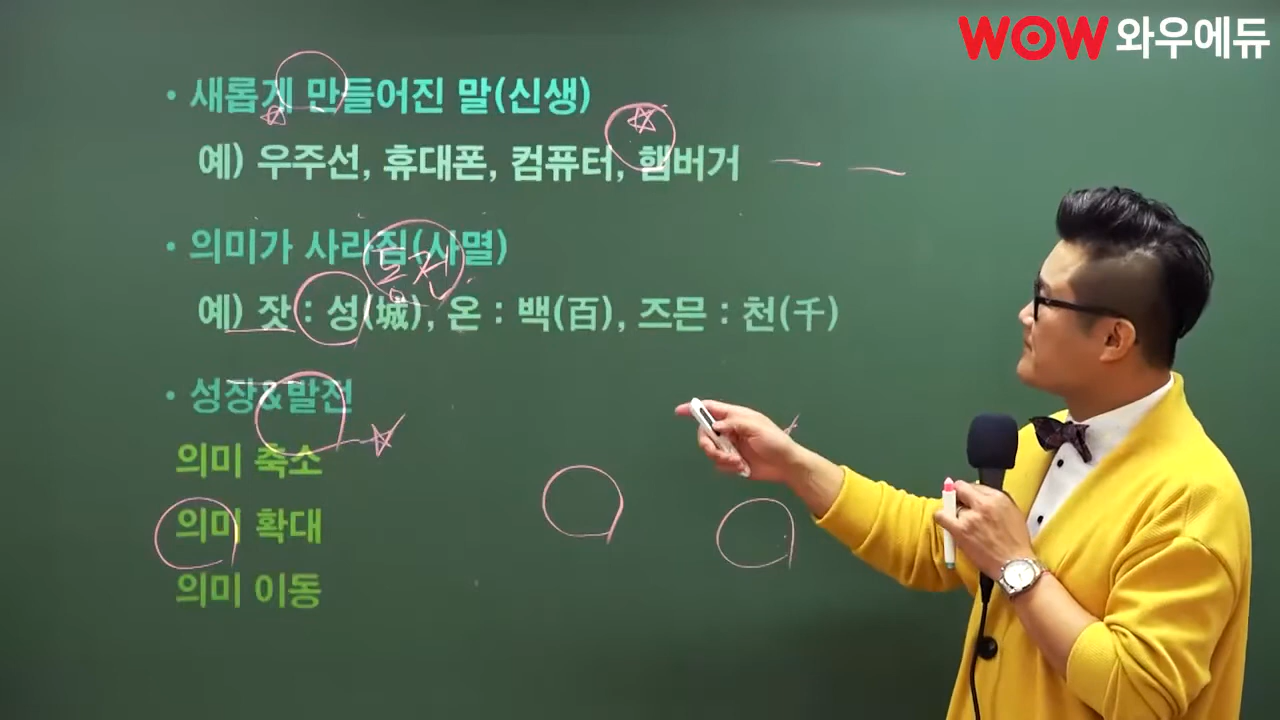 WOW 와우에듀
• 새롭게 만들어진 말(신생)
예) 우주선, 휴대폰, 컴퓨터, 햄버거
• 의미가 사라짐(사멸)
동전
예) 잣 : 성(城), 온 : 백(百), 즈믄 : 천(千)
• 성장&발전
의미 축소
의미 확대
의미 이동